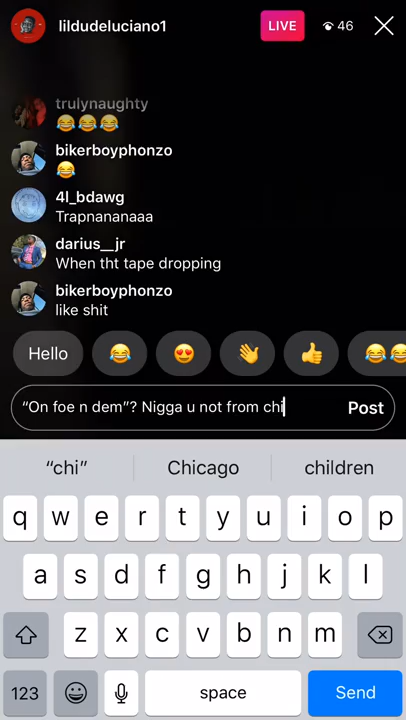 lildudeluciano1
LIVE
46
trulynaughty
😂😂😂
bikerboyphonzo
😂
4l_bdawg
Trapnananaaa
darius__jr
When tht tape dropping
bikerboyphonzo
like shit
Hello 😂 😍 👋 👍 😂😂
“On foe n dem”? Nigga u not from chi
Post
“chi” Chicago children
q w e r t y u i o p
a s d f g h j k l
z x c v b n m
123 space Send